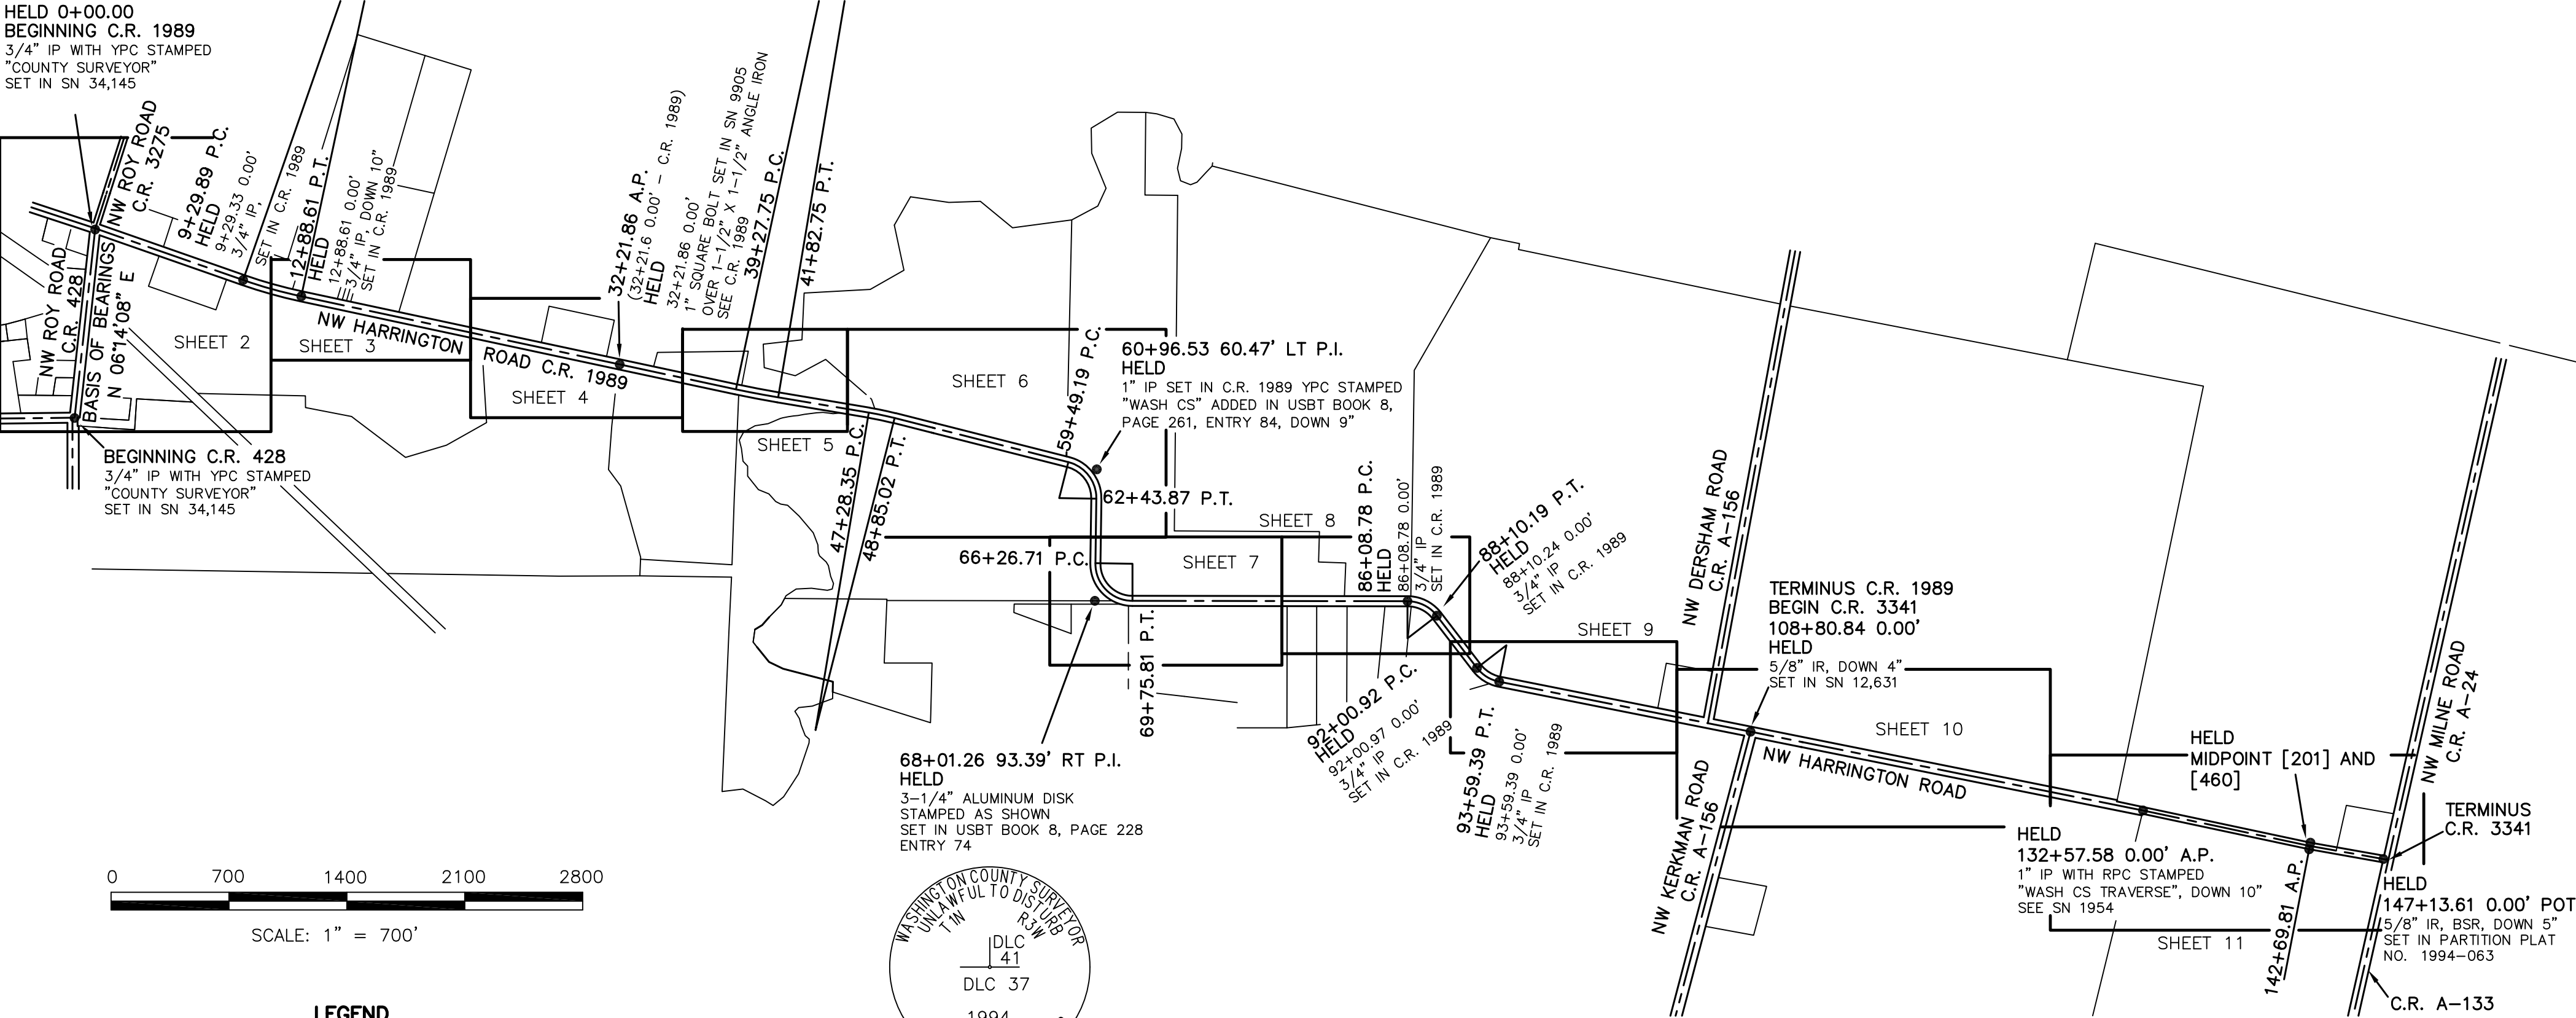 HELD 0+00.00
BEGINNING C.R. 1989
3/4" IP WITH YPC STAMPED
"COUNTY SURVEYOR"
SET IN SN 34,145
NW ROY ROAD
C.R. 3275
9+29.89 P.C.
HELD
9+29.33 0.00'
3/4" IP,
SET IN C.R. 1989
12+88.61 P.T.
HELD
12+88.61 0.00'
3/4" IP, DOWN 10"
SET IN C.R. 1989
32+21.86 A.P.
(32+21.6 0.00' - C.R. 1989)
HELD
32+21.86 0.00'
1" SQUARE BOLT SET IN SN 9905
OVER 1-1/2" X 1-1/2" ANGLE IRON
SEE C.R. 1989
39+27.75 P.C.
41+82.75 P.T.
NW ROY ROAD
C.R. 428
BASIS OF BEARINGS
N 06°14'08" E
SHEET 2
SHEET 3
NW HARRINGTON ROAD C.R. 1989
SHEET 4
SHEET 5
SHEET 6
BEGINNING C.R. 428
3/4" IP WITH YPC STAMPED
"COUNTY SURVEYOR"
SET IN SN 34,145
47+28.35 P.C.
48+85.02 P.T.
59+49.19 P.C.
60+96.53 60.47' LT P.I.
HELD
1" IP SET IN C.R. 1989 YPC STAMPED
"WASH CS" ADDED IN USBT BOOK 8,
PAGE 261, ENTRY 84, DOWN 9"
62+43.87 P.T.
66+26.71 P.C.
SHEET 7
SHEET 8
69+75.81 P.T.
68+01.26 93.39' RT P.I.
HELD
3-1/4" ALUMINUM DISK
STAMPED AS SHOWN
SET IN USBT BOOK 8, PAGE 228
ENTRY 74
86+08.78 P.C.
HELD
86+08.78 0.00'
3/4" IP
SET IN C.R. 1989
88+10.19 P.T.
HELD
88+10.24 0.00'
3/4" IP
SET IN C.R. 1989
92+00.92 P.C.
HELD
92+00.97 0.00'
3/4" IP
SET IN C.R. 1989
93+59.39 P.T.
HELD
93+59.39 0.00'
3/4" IP
SET IN C.R. 1989
SHEET 9
NW DERSHAM ROAD
C.R. A-156
TERMINUS C.R. 1989
BEGIN C.R. 3341
108+80.84 0.00'
HELD
5/8" IR, DOWN 4"
SET IN SN 12,631
NW KERKMAN ROAD
C.R. A-156
SHEET 10
NW HARRINGTON ROAD
HELD
MIDPOINT [201] AND
[460]
NW MILNE ROAD
C.R. A-24
TERMINUS
C.R. 3341
HELD
132+57.58 0.00' A.P.
1" IP WITH RPC STAMPED
"WASH CS TRAVERSE", DOWN 10"
SEE SN 1954
142+69.81 A.P.
HELD
147+13.61 0.00' POT
5/8" IR, BSR, DOWN 5"
SET IN PARTITION PLAT
NO. 1994-063
SHEET 11
C.R. A-133
0 700 1400 2100 2800
SCALE: 1" = 700'
LEGEND
WASHINGTON COUNTY SURVEYOR
UNLAWFUL TO DISTURB
T1N R3W
DLC
41
DLC 37
1994